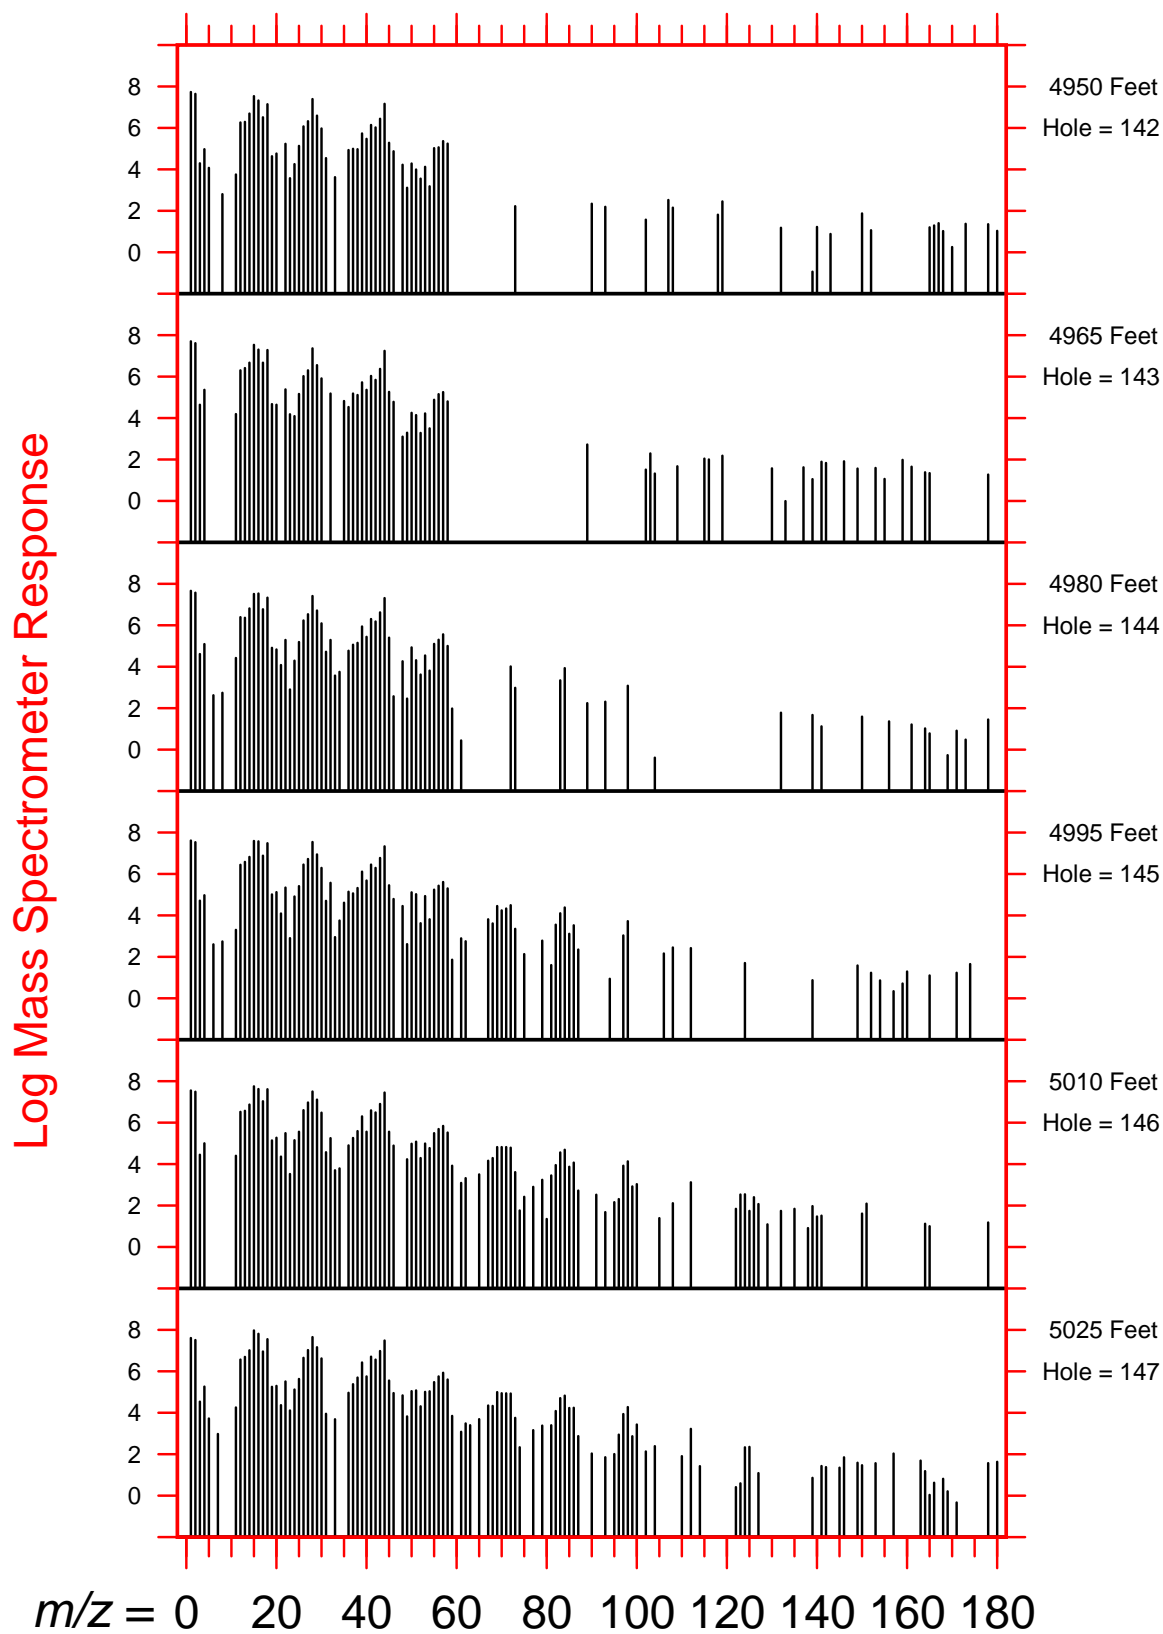 8
6
4
2
0
4950 Feet
Hole = 142
8
6
4
2
0
4965 Feet
Hole = 143
8
6
4
2
0
4980 Feet
Hole = 144
8
6
4
2
0
4995 Feet
Hole = 145
8
6
4
2
0
5010 Feet
Hole = 146
8
6
4
2
0
5025 Feet
Hole = 147
Log Mass Spectrometer Response
m/z = 0 20 40 60 80 100 120 140 160 180